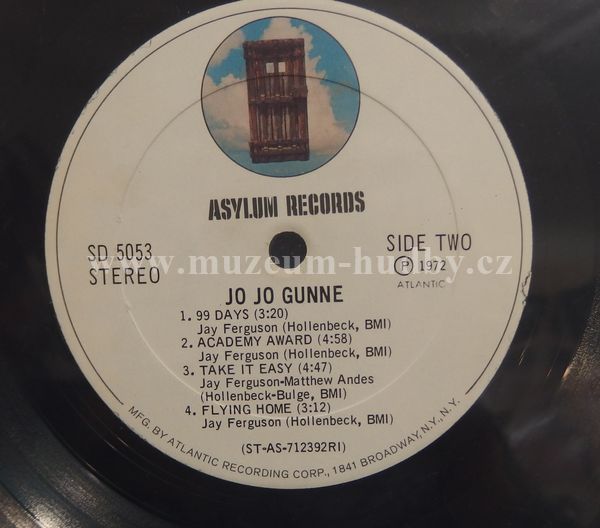 ASYLUM RECORDS
SD 5053
STEREO
SIDE TWO
Ⓟ 1972
ATLANTIC
www.muzeum-hudby.cz
JO JO GUNNE
1. 99 DAYS (3:20)
Jay Ferguson (Hollenbeck, BMI)
2. ACADEMY AWARD (4:58)
Jay Ferguson (Hollenbeck, BMI)
3. TAKE IT EASY (4:47)
Jay Ferguson-Matthew Andes
(Hollenbeck-Bulge, BMI)
4. FLYING HOME (3:12)
Jay Ferguson (Hollenbeck, BMI)
(ST-AS-712392RI)
MFG. BY ATLANTIC RECORDING CORP., 1841 BROADWAY, N.Y., N.Y.